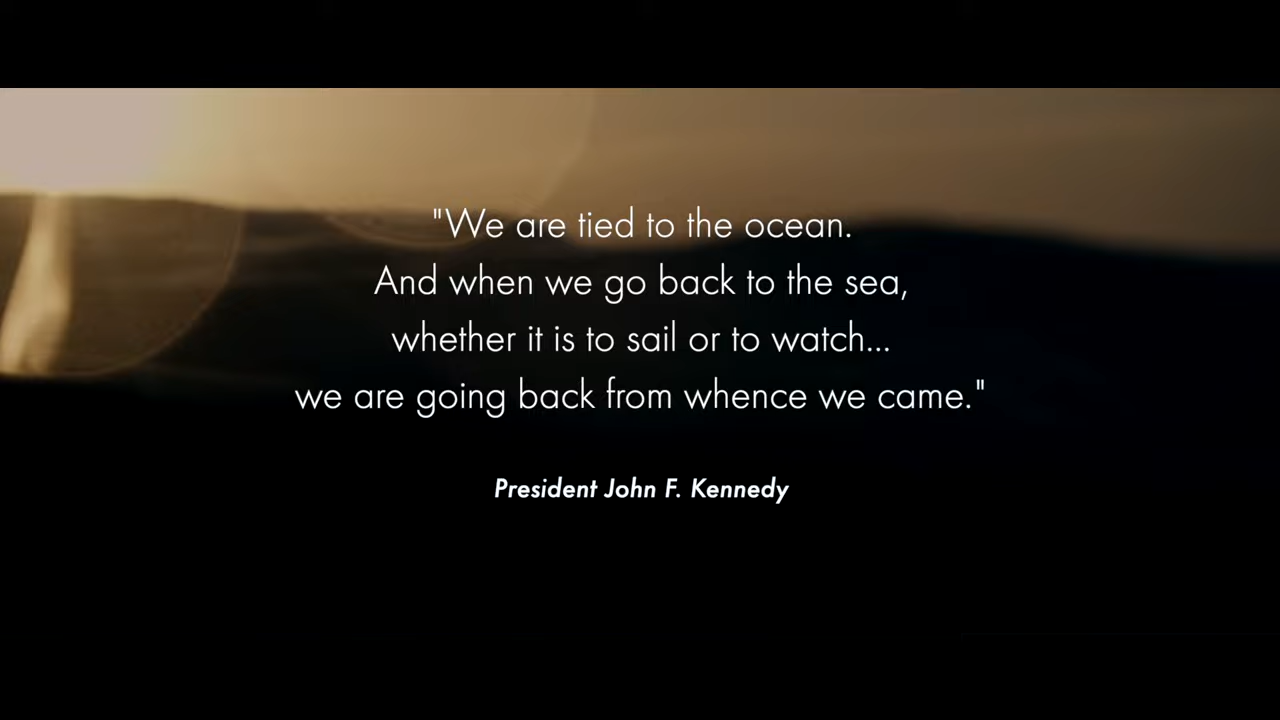 "We are tied to the ocean.
And when we go back to the sea,
whether it is to sail or to watch...
we are going back from whence we came."
President John F. Kennedy